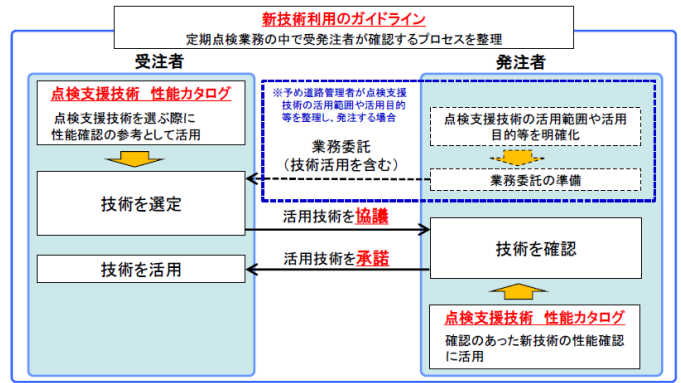 新技術利用のガイドライン
定期点検業務の中で受発注者が確認するプロセスを整理
受注者
発注者
点検支援技術　性能カタログ
点検支援技術を選ぶ際に
性能確認の参考として活用
※予め道路管理者が点検支援
技術の活用範囲や活用目的
等を整理し、発注する場合
点検支援技術の活用範囲や活用
目的等を明確化
業務委託
（技術活用を含む）
業務委託の準備
技術を選定
活用技術を協議
技術を確認
活用技術を承諾
技術を活用
点検支援技術　性能カタログ
確認のあった新技術の性能確認
に活用